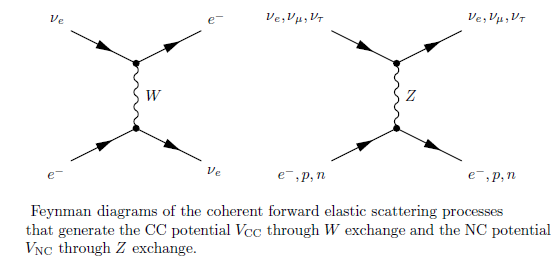 νe e− νe, νμ, ντ νe, νμ, ντ
W Z
e− νe e−, p, n e−, p, n
Feynman diagrams of the coherent forward elastic scattering processes
that generate the CC potential VCC through W exchange and the NC potential
VNC through Z exchange.